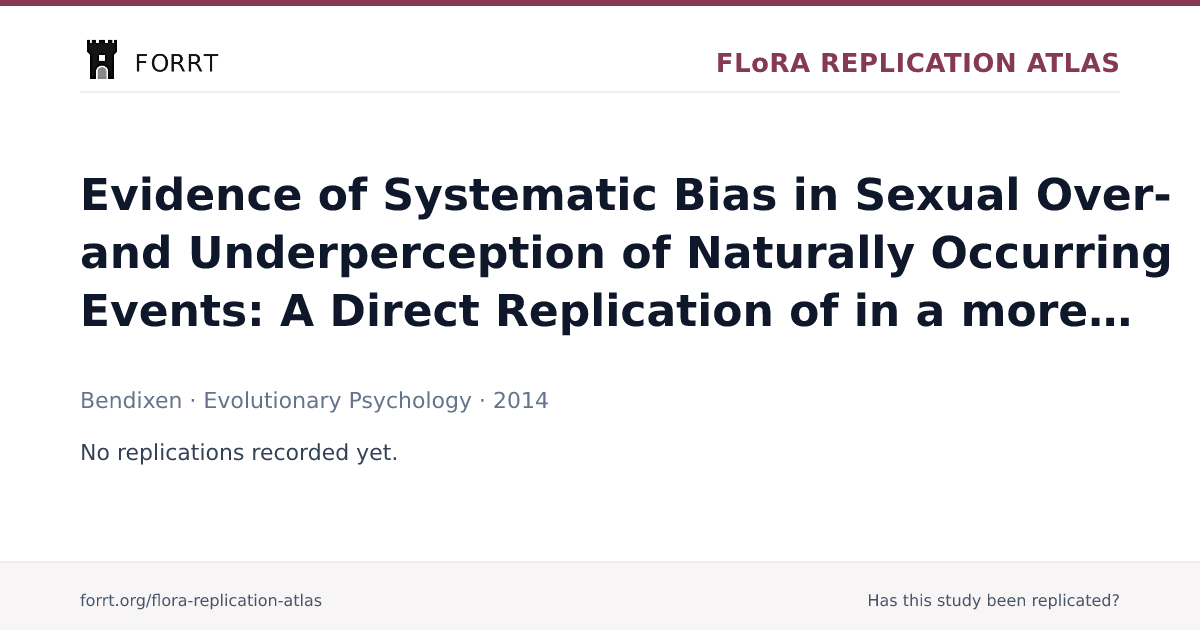 FORRT
FLoRA REPLICATION ATLAS
Evidence of Systematic Bias in Sexual Over-
and Underperception of Naturally Occurring
Events: A Direct Replication of in a more…
Bendixen · Evolutionary Psychology · 2014
No replications recorded yet.
forrt.org/flora-replication-atlas
Has this study been replicated?